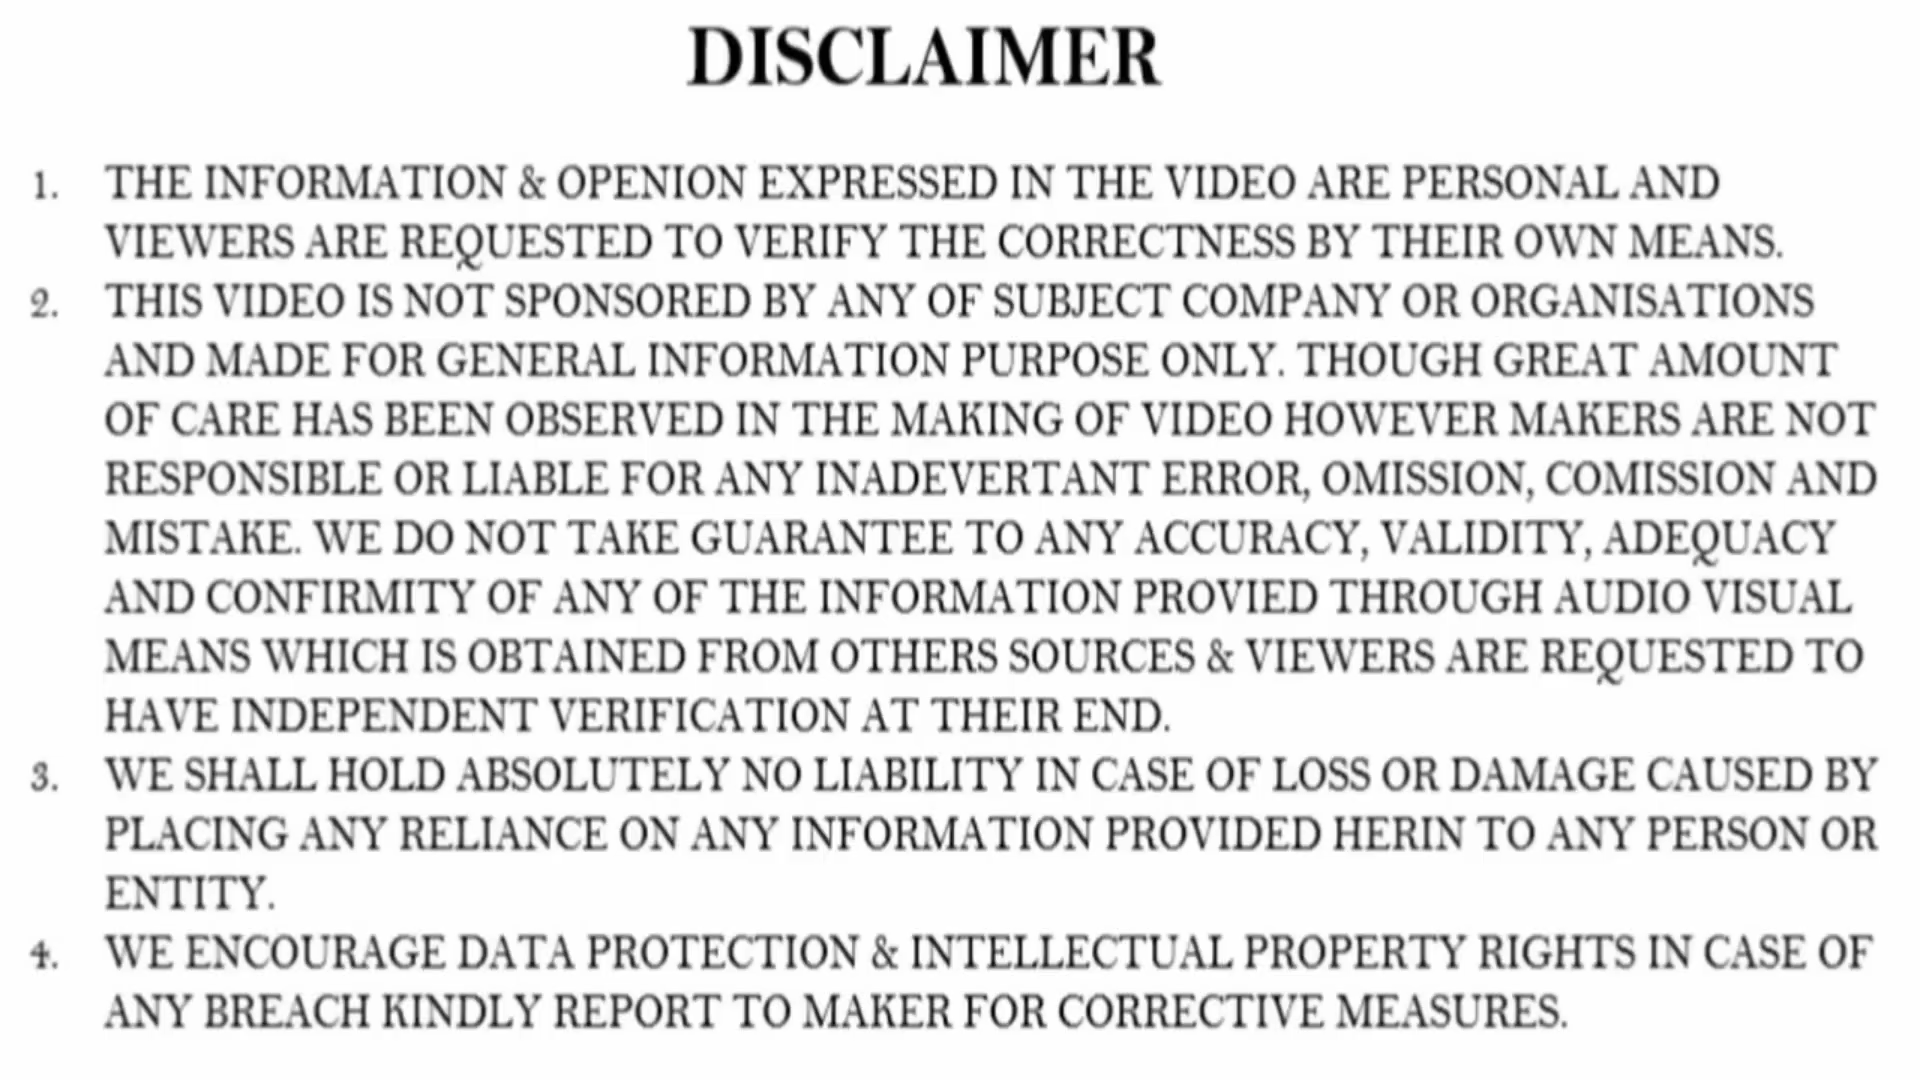 DISCLAIMER
1. THE INFORMATION & OPENION EXPRESSED IN THE VIDEO ARE PERSONAL AND
VIEWERS ARE REQUESTED TO VERIFY THE CORRECTNESS BY THEIR OWN MEANS.
2. THIS VIDEO IS NOT SPONSORED BY ANY OF SUBJECT COMPANY OR ORGANISATIONS
AND MADE FOR GENERAL INFORMATION PURPOSE ONLY. THOUGH GREAT AMOUNT
OF CARE HAS BEEN OBSERVED IN THE MAKING OF VIDEO HOWEVER MAKERS ARE NOT
RESPONSIBLE OR LIABLE FOR ANY INADEVERTANT ERROR, OMISSION, COMISSION AND
MISTAKE. WE DO NOT TAKE GUARANTEE TO ANY ACCURACY, VALIDITY, ADEQUACY
AND CONFIRMITY OF ANY OF THE INFORMATION PROVIED THROUGH AUDIO VISUAL
MEANS WHICH IS OBTAINED FROM OTHERS SOURCES & VIEWERS ARE REQUESTED TO
HAVE INDEPENDENT VERIFICATION AT THEIR END.
3. WE SHALL HOLD ABSOLUTELY NO LIABILITY IN CASE OF LOSS OR DAMAGE CAUSED BY
PLACING ANY RELIANCE ON ANY INFORMATION PROVIDED HERIN TO ANY PERSON OR
ENTITY.
4. WE ENCOURAGE DATA PROTECTION & INTELLECTUAL PROPERTY RIGHTS IN CASE OF
ANY BREACH KINDLY REPORT TO MAKER FOR CORRECTIVE MEASURES.